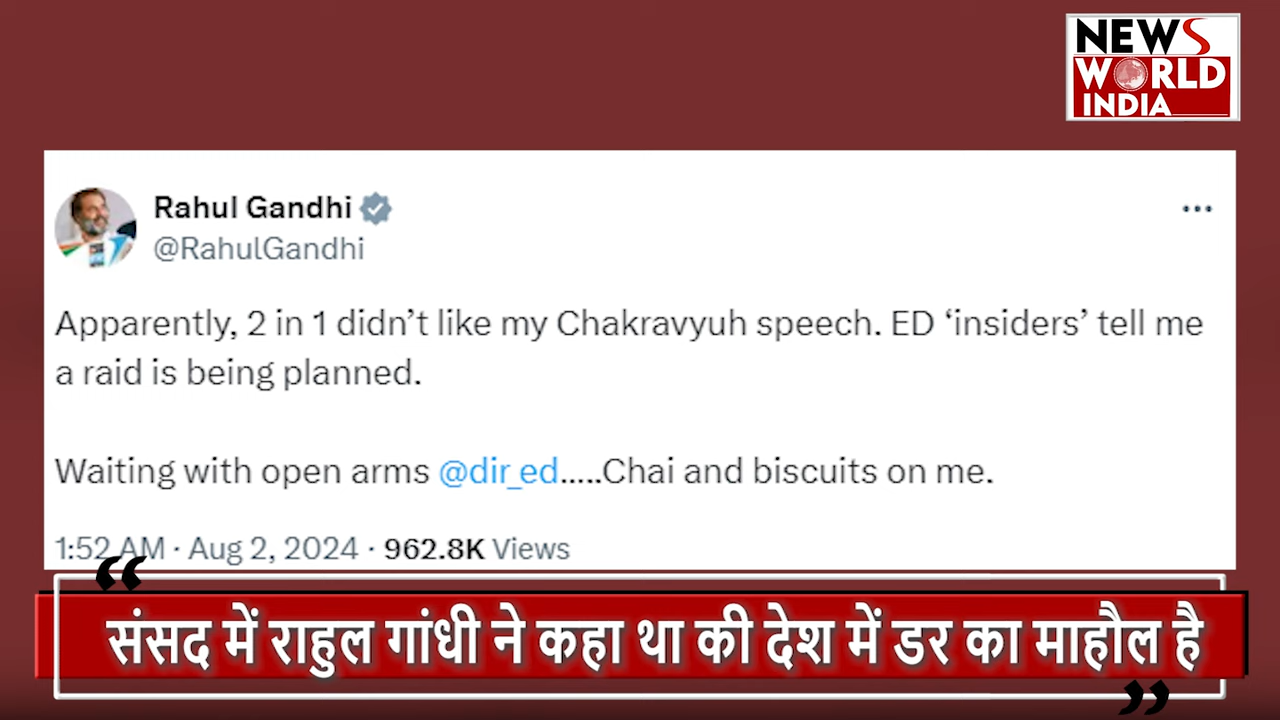 NEWS
WORLD
INDIA
Rahul Gandhi
@RahulGandhi
Apparently, 2 in 1 didn’t like my Chakravyuh speech. ED ‘insiders’ tell me
a raid is being planned.
Waiting with open arms @dir_ed.....Chai and biscuits on me.
1:52 AM · Aug 2, 2024 · 962.8K Views
“
संसद में राहुल गांधी ने कहा था की देश में डर का माहौल है
”